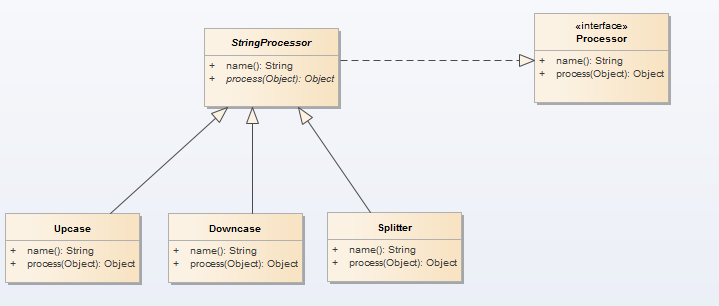 StringProcessor
+ name(): String
+ process(Object): Object
«interface»
Processor
+ name(): String
+ process(Object): Object
Upcase
+ name(): String
+ process(Object): Object
Downcase
+ name(): String
+ process(Object): Object
Splitter
+ name(): String
+ process(Object): Object